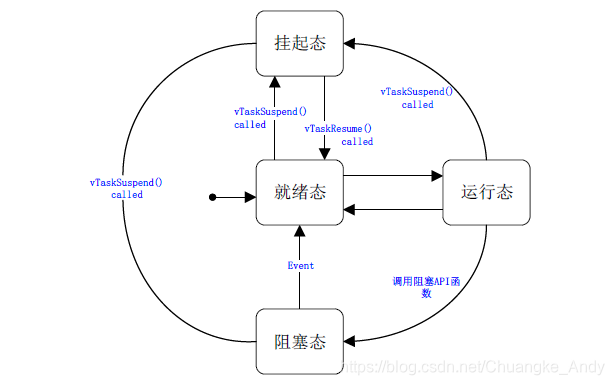 挂起态
vTaskSuspend()
called
vTaskSuspend()
called
vTaskResume()
called
vTaskSuspend()
called
就绪态
运行态
Event
调用阻塞API函
数
阻塞态
https://blog.csdn.net/Chuangke_Andy